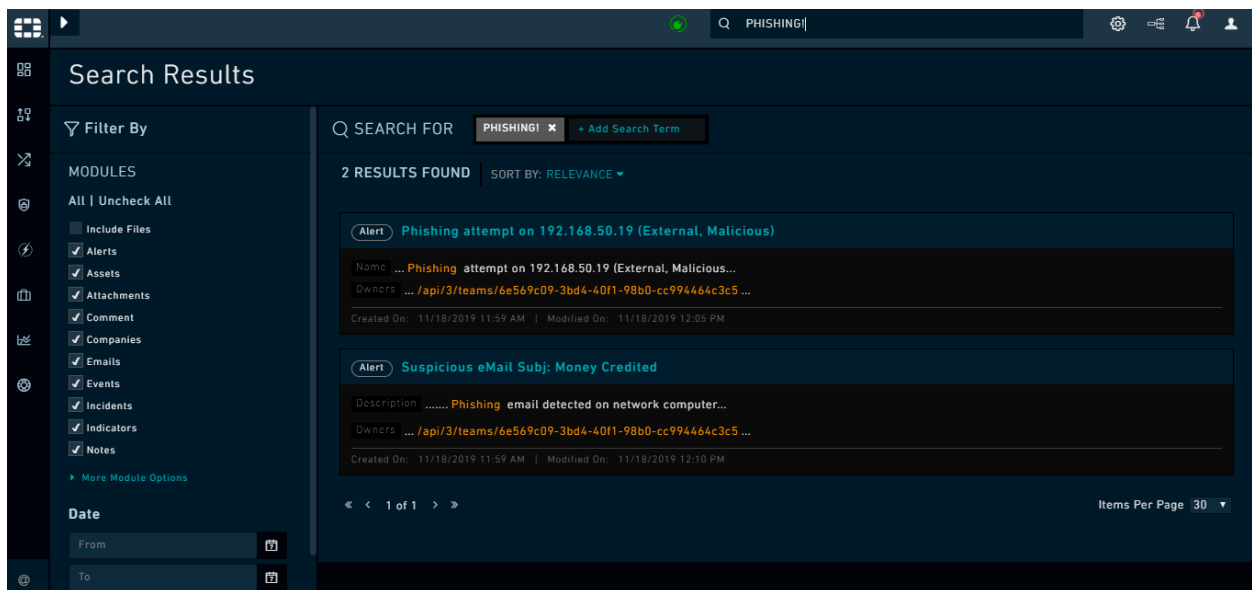 PHISHING!
Search Results
Filter By
MODULES
All | Uncheck All
Include Files
Alerts
Assets
Attachments
Comment
Companies
Emails
Events
Incidents
Indicators
Notes
More Module Options
Date
From
To
@
SEARCH FOR PHISHING! × + Add Search Term
2 RESULTS FOUND SORT BY: RELEVANCE
Alert Phishing attempt on 192.168.50.19 (External, Malicious)
Name ... Phishing attempt on 192.168.50.19 (External, Malicious...
Owners ... /api/3/teams/6e569c09-3bd4-40f1-98b0-cc994464c3c5 ...
Created On: 11/18/2019 11:59 AM | Modified On: 11/18/2019 12:05 PM
Alert Suspicious eMail Subj: Money Credited
Description ....... Phishing email detected on network computer...
Owners ... /api/3/teams/6e569c09-3bd4-40f1-98b0-cc994464c3c5 ...
Created On: 11/18/2019 11:59 AM | Modified On: 11/18/2019 12:10 PM
« < 1 of 1 > »
Items Per Page 30